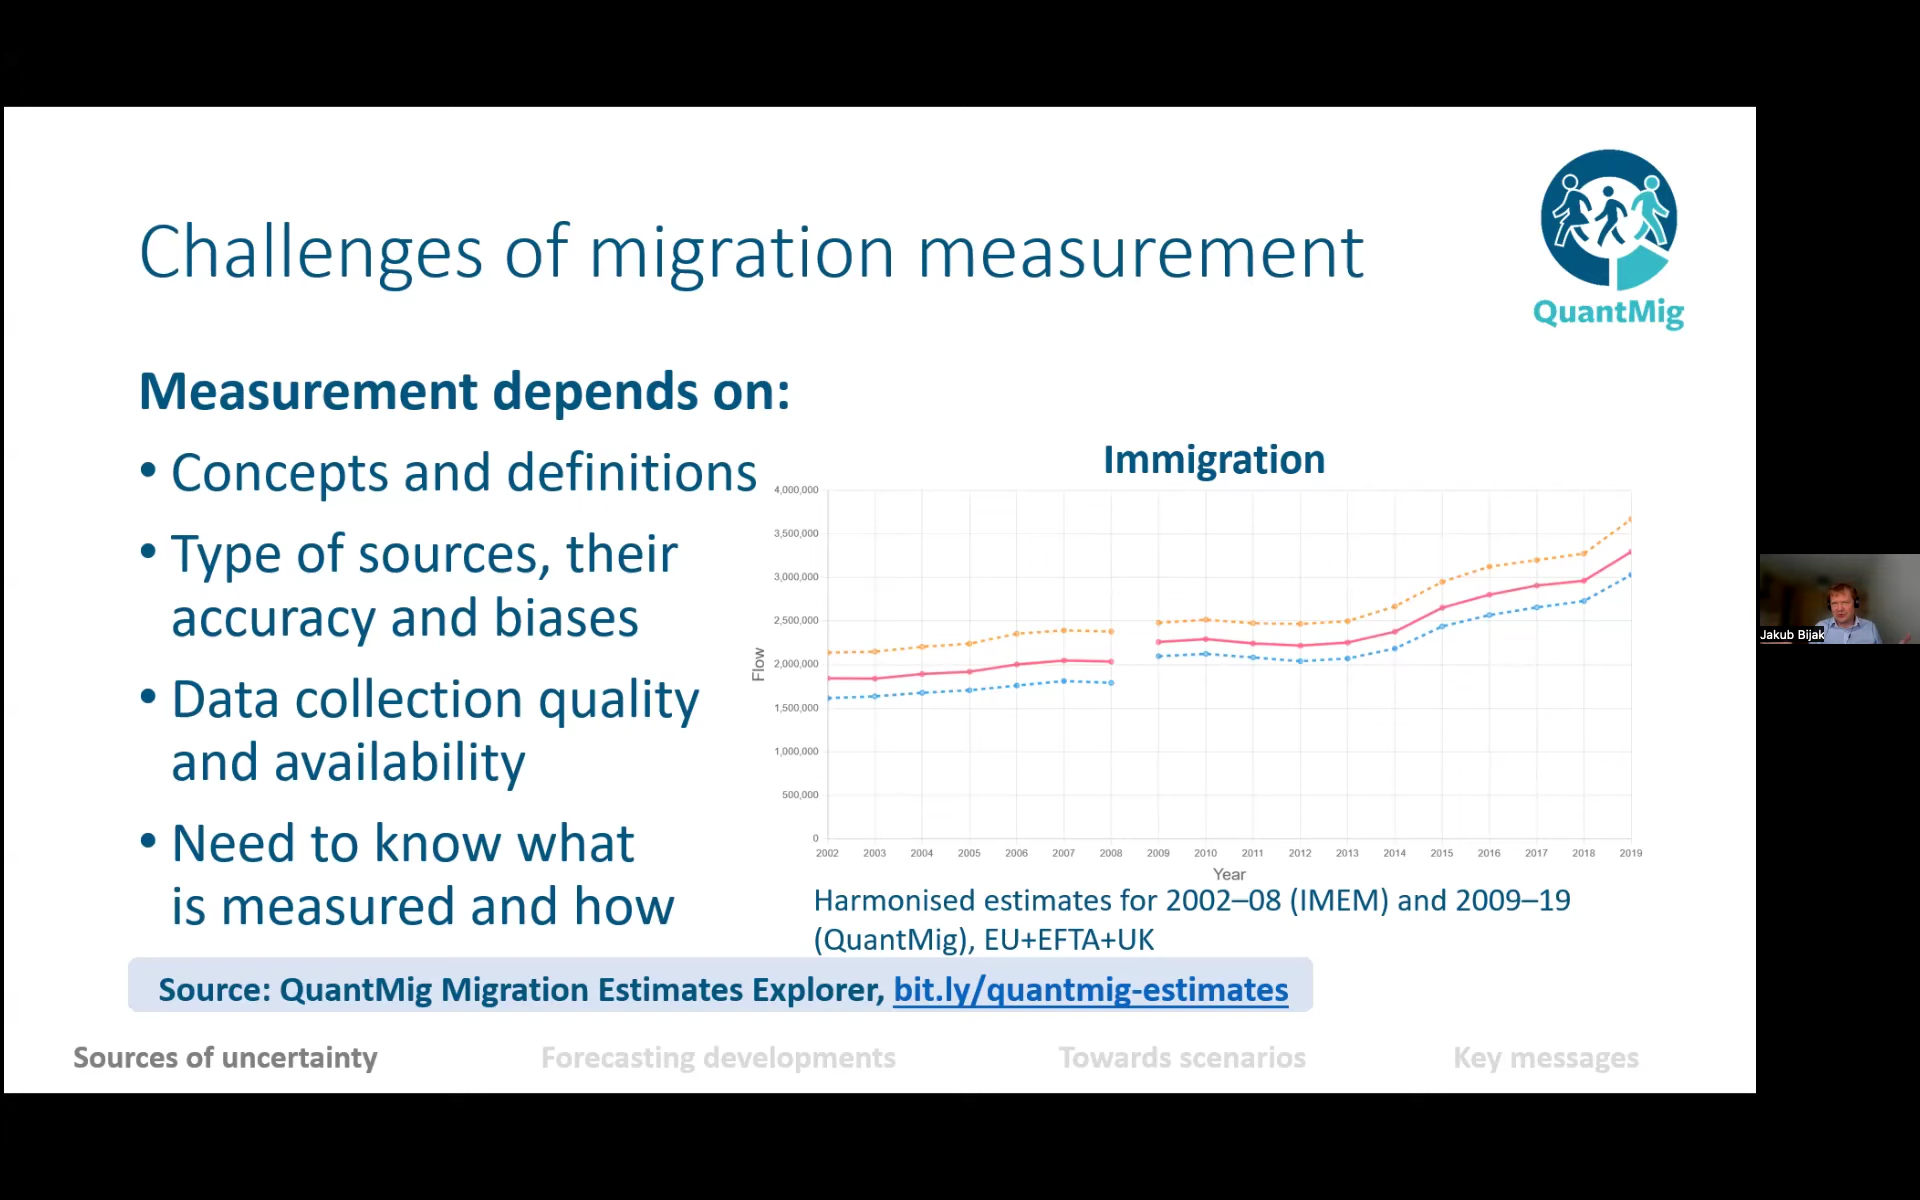 Challenges of migration measurement
QuantMig
Measurement depends on:
• Concepts and definitions
• Type of sources, their
accuracy and biases
• Data collection quality
and availability
• Need to know what
is measured and how
Immigration
4,000,000
3,500,000
3,000,000
2,500,000
2,000,000
1,500,000
1,000,000
500,000
0
Flow
2002 2003 2004 2005 2006 2007 2008 2009 2010 2011 2012 2013 2014 2015 2016 2017 2018 2019
Year
Harmonised estimates for 2002–08 (IMEM) and 2009–19
(QuantMig), EU+EFTA+UK
Source: QuantMig Migration Estimates Explorer, bit.ly/quantmig-estimates
Sources of uncertainty Forecasting developments Towards scenarios Key messages
Jakub Bijak